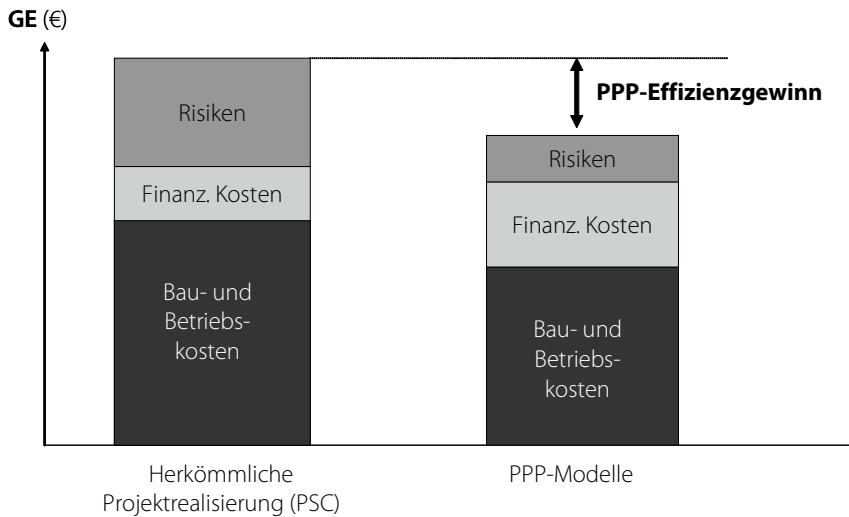 GE (€)
Risiken
Finanz. Kosten
Bau- und
Betriebs-
kosten
PPP-Effizienzgewinn
Risiken
Finanz. Kosten
Bau- und
Betriebs-
kosten
Herkömmliche
Projektrealisierung (PSC)
PPP-Modelle